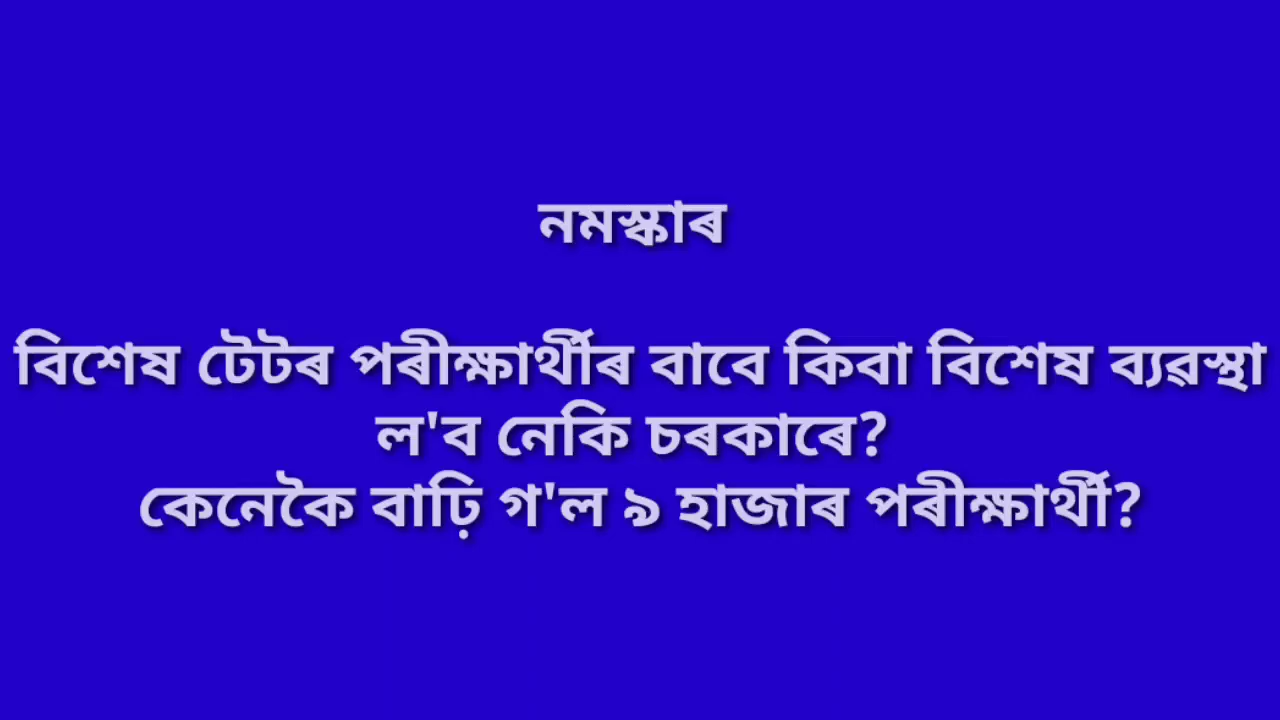 নমস্কাৰ
বিশেষ টেটৰ পৰীক্ষাৰ্থীৰ বাবে কিবা বিশেষ ব্যৱস্থা
ল'ব নেকি চৰকাৰে?
কেনেকৈ বাঢ়ি গ'ল ৯ হাজাৰ পৰীক্ষাৰ্থী?